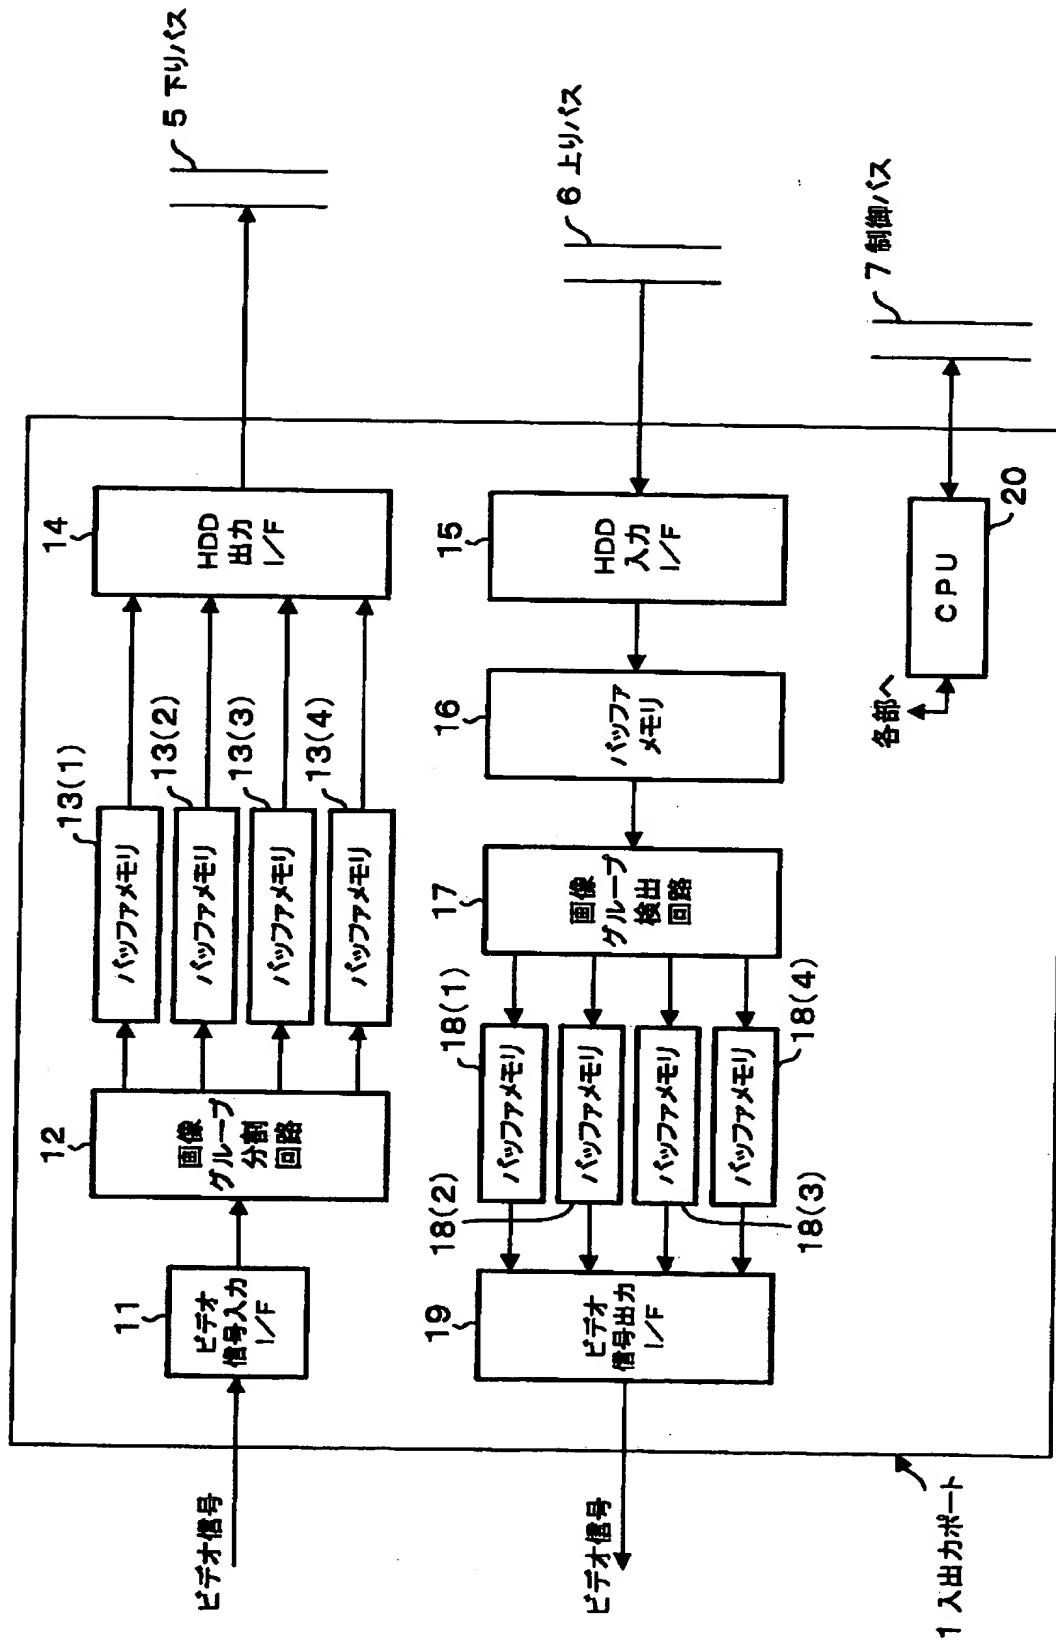 ビデオ信号
11
ビデオ
信号入力
I/F
12
画像
グループ
分割
回路
13(1)
バッファメモリ
13(2)
バッファメモリ
13(3)
バッファメモリ
13(4)
バッファメモリ
14
HDD
出力
I/F
5 下りバス
ビデオ信号
19
ビデオ
信号出力
I/F
18(1)
バッファメモリ
18(2)
バッファメモリ
バッファメモリ
18(3)
バッファメモリ
18(4)
17
画像
グループ
検出
回路
16
バッファ
メモリ
15
HDD
入力
I/F
6 上りバス
各部へ
CPU
20
7 制御バス
1 入出力ポート